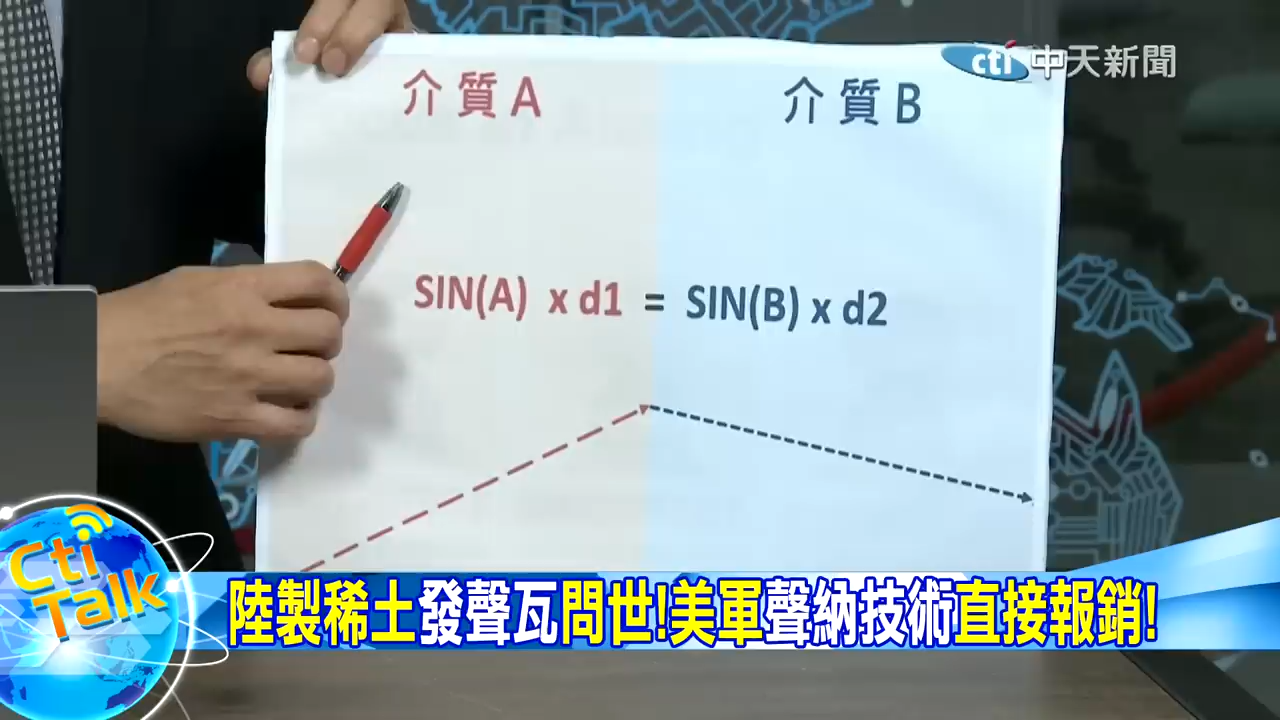 cti 中天新聞
介質A
介質B
SIN(A) x d1 = SIN(B) x d2
Cti
Talk
陸製稀土發聲瓦問世!美軍聲納技術直接報銷!